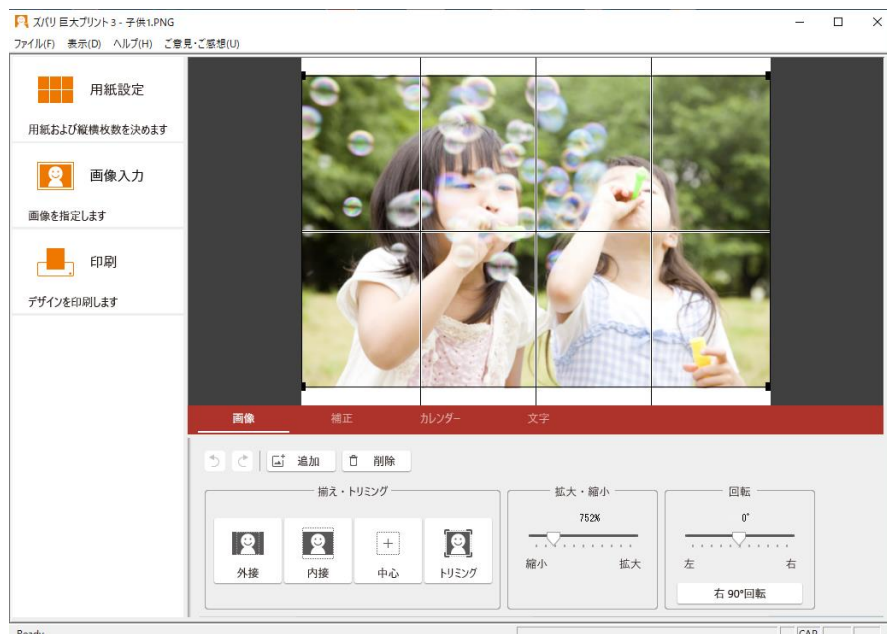 ズバリ 巨大プリント 3 - 子供1.PNG
ファイル(F) 表示(D) ヘルプ(H) ご意見・ご感想(U)
用紙設定
用紙および縦横枚数を決めます
画像入力
画像を指定します
印刷
デザインを印刷します
画像 補正 カレンダー 文字
追加 削除
揃え・トリミング
外接 内接 中心 トリミング
拡大・縮小
752%
縮小 拡大
回転
0°
左 右
右 90°回転
Ready
CAP